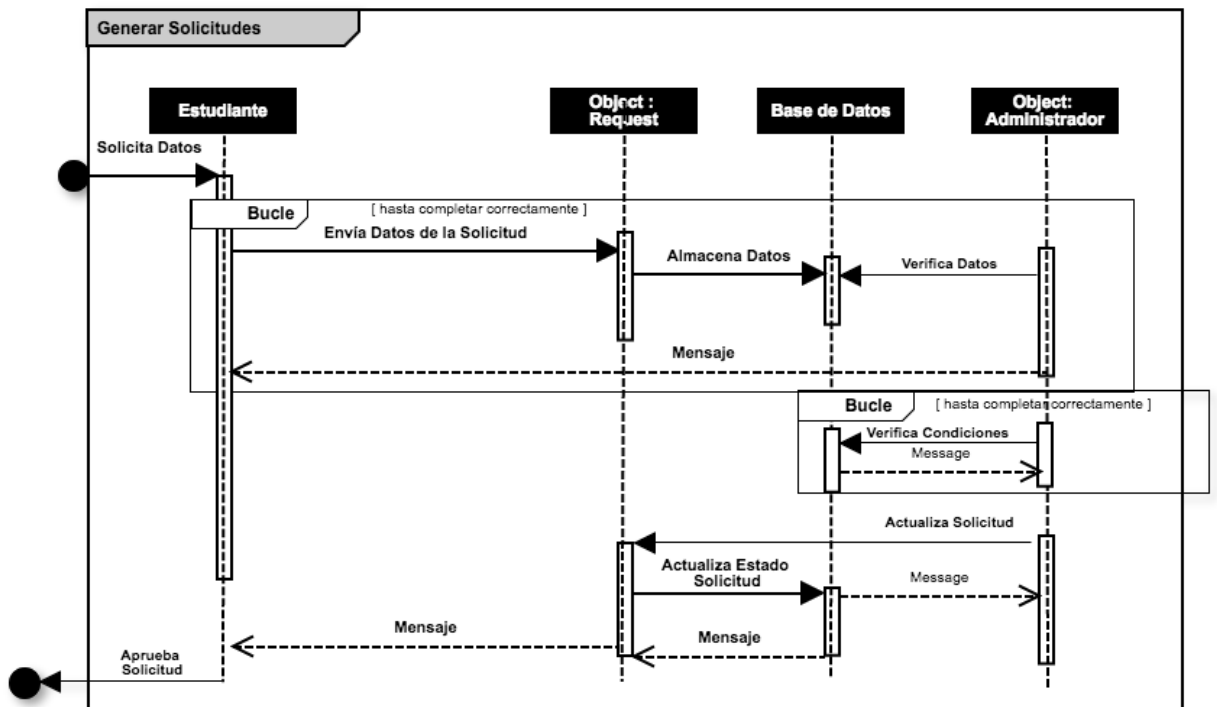 Generar Solicitudes
Estudiante
Object :
Request
Base de Datos
Object:
Administrador
Solicita Datos
Bucle
[ hasta completar correctamente ]
Envía Datos de la Solicitud
Almacena Datos
Verifica Datos
Mensaje
Bucle
[ hasta completar correctamente ]
Verifica Condiciones
Message
Actualiza Solicitud
Actualiza Estado
Solicitud
Message
Mensaje
Mensaje
Aprueba
Solicitud